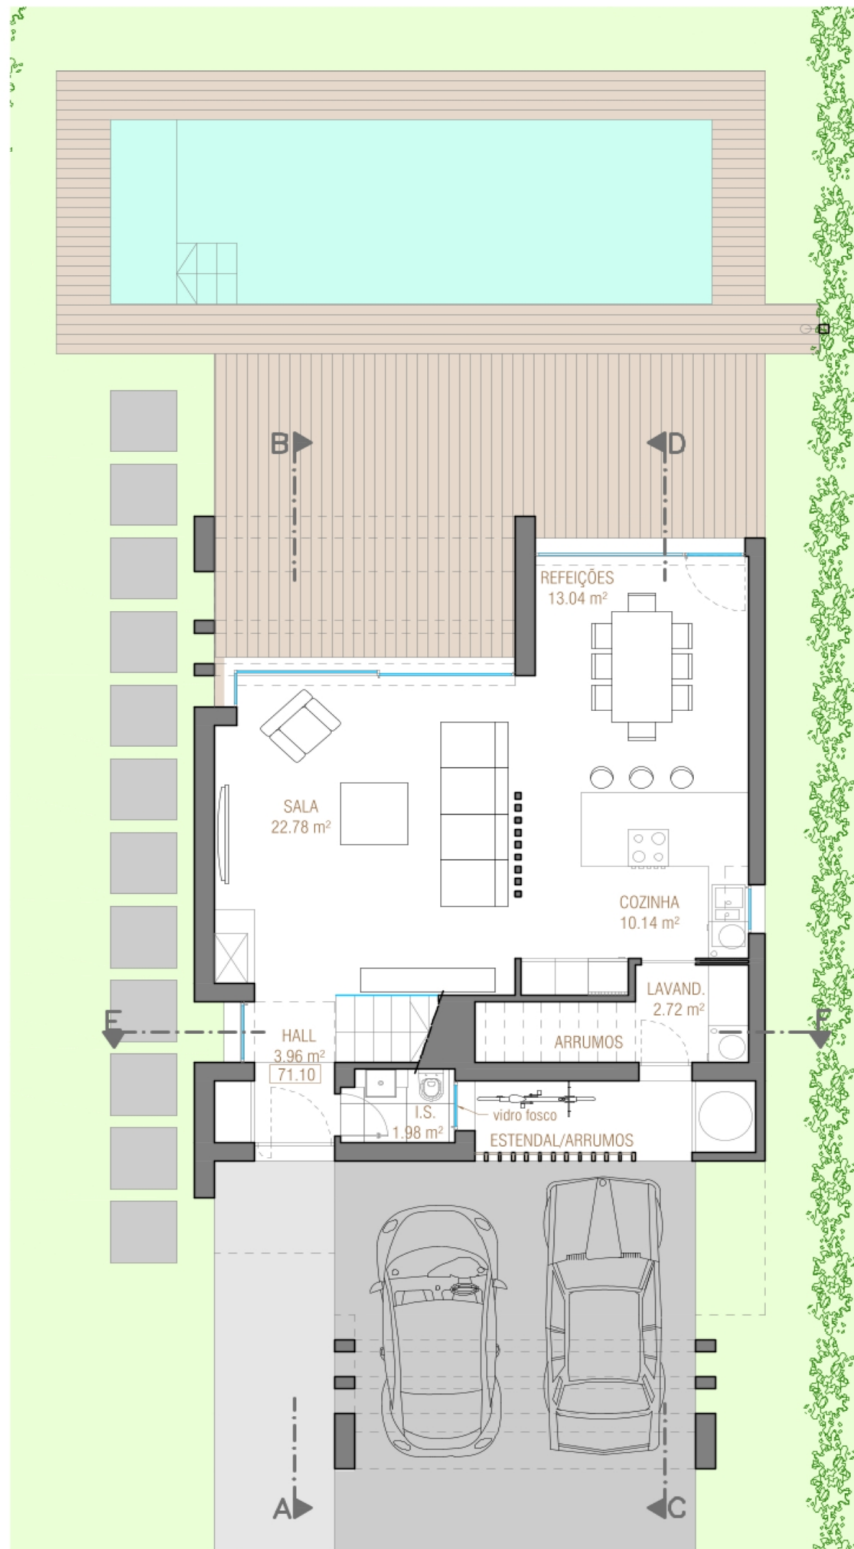 B
D
REFEIÇÕES
13.04 m²
SALA
22.78 m²
COZINHA
10.14 m²
LAVAND.
2.72 m²
E
F
HALL
3.96 m²
71.10
ARRUMOS
I.S.
1.98 m²
vidro fosco
ESTENDAL/ARRUMOS
A
C